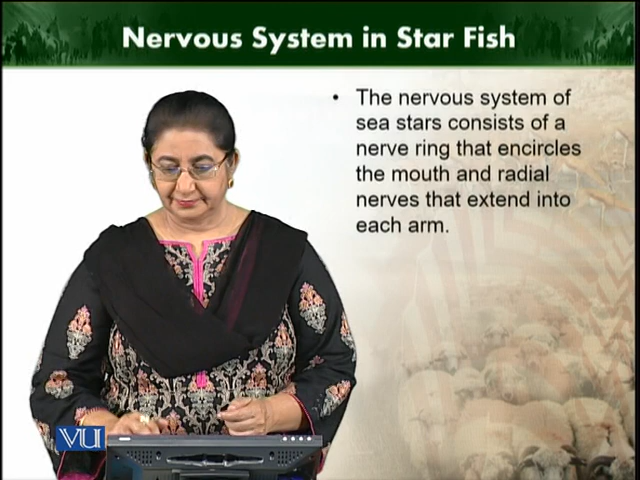 Nervous System in Star Fish
• The nervous system of
sea stars consists of a
nerve ring that encircles
the mouth and radial
nerves that extend into
each arm.
VU